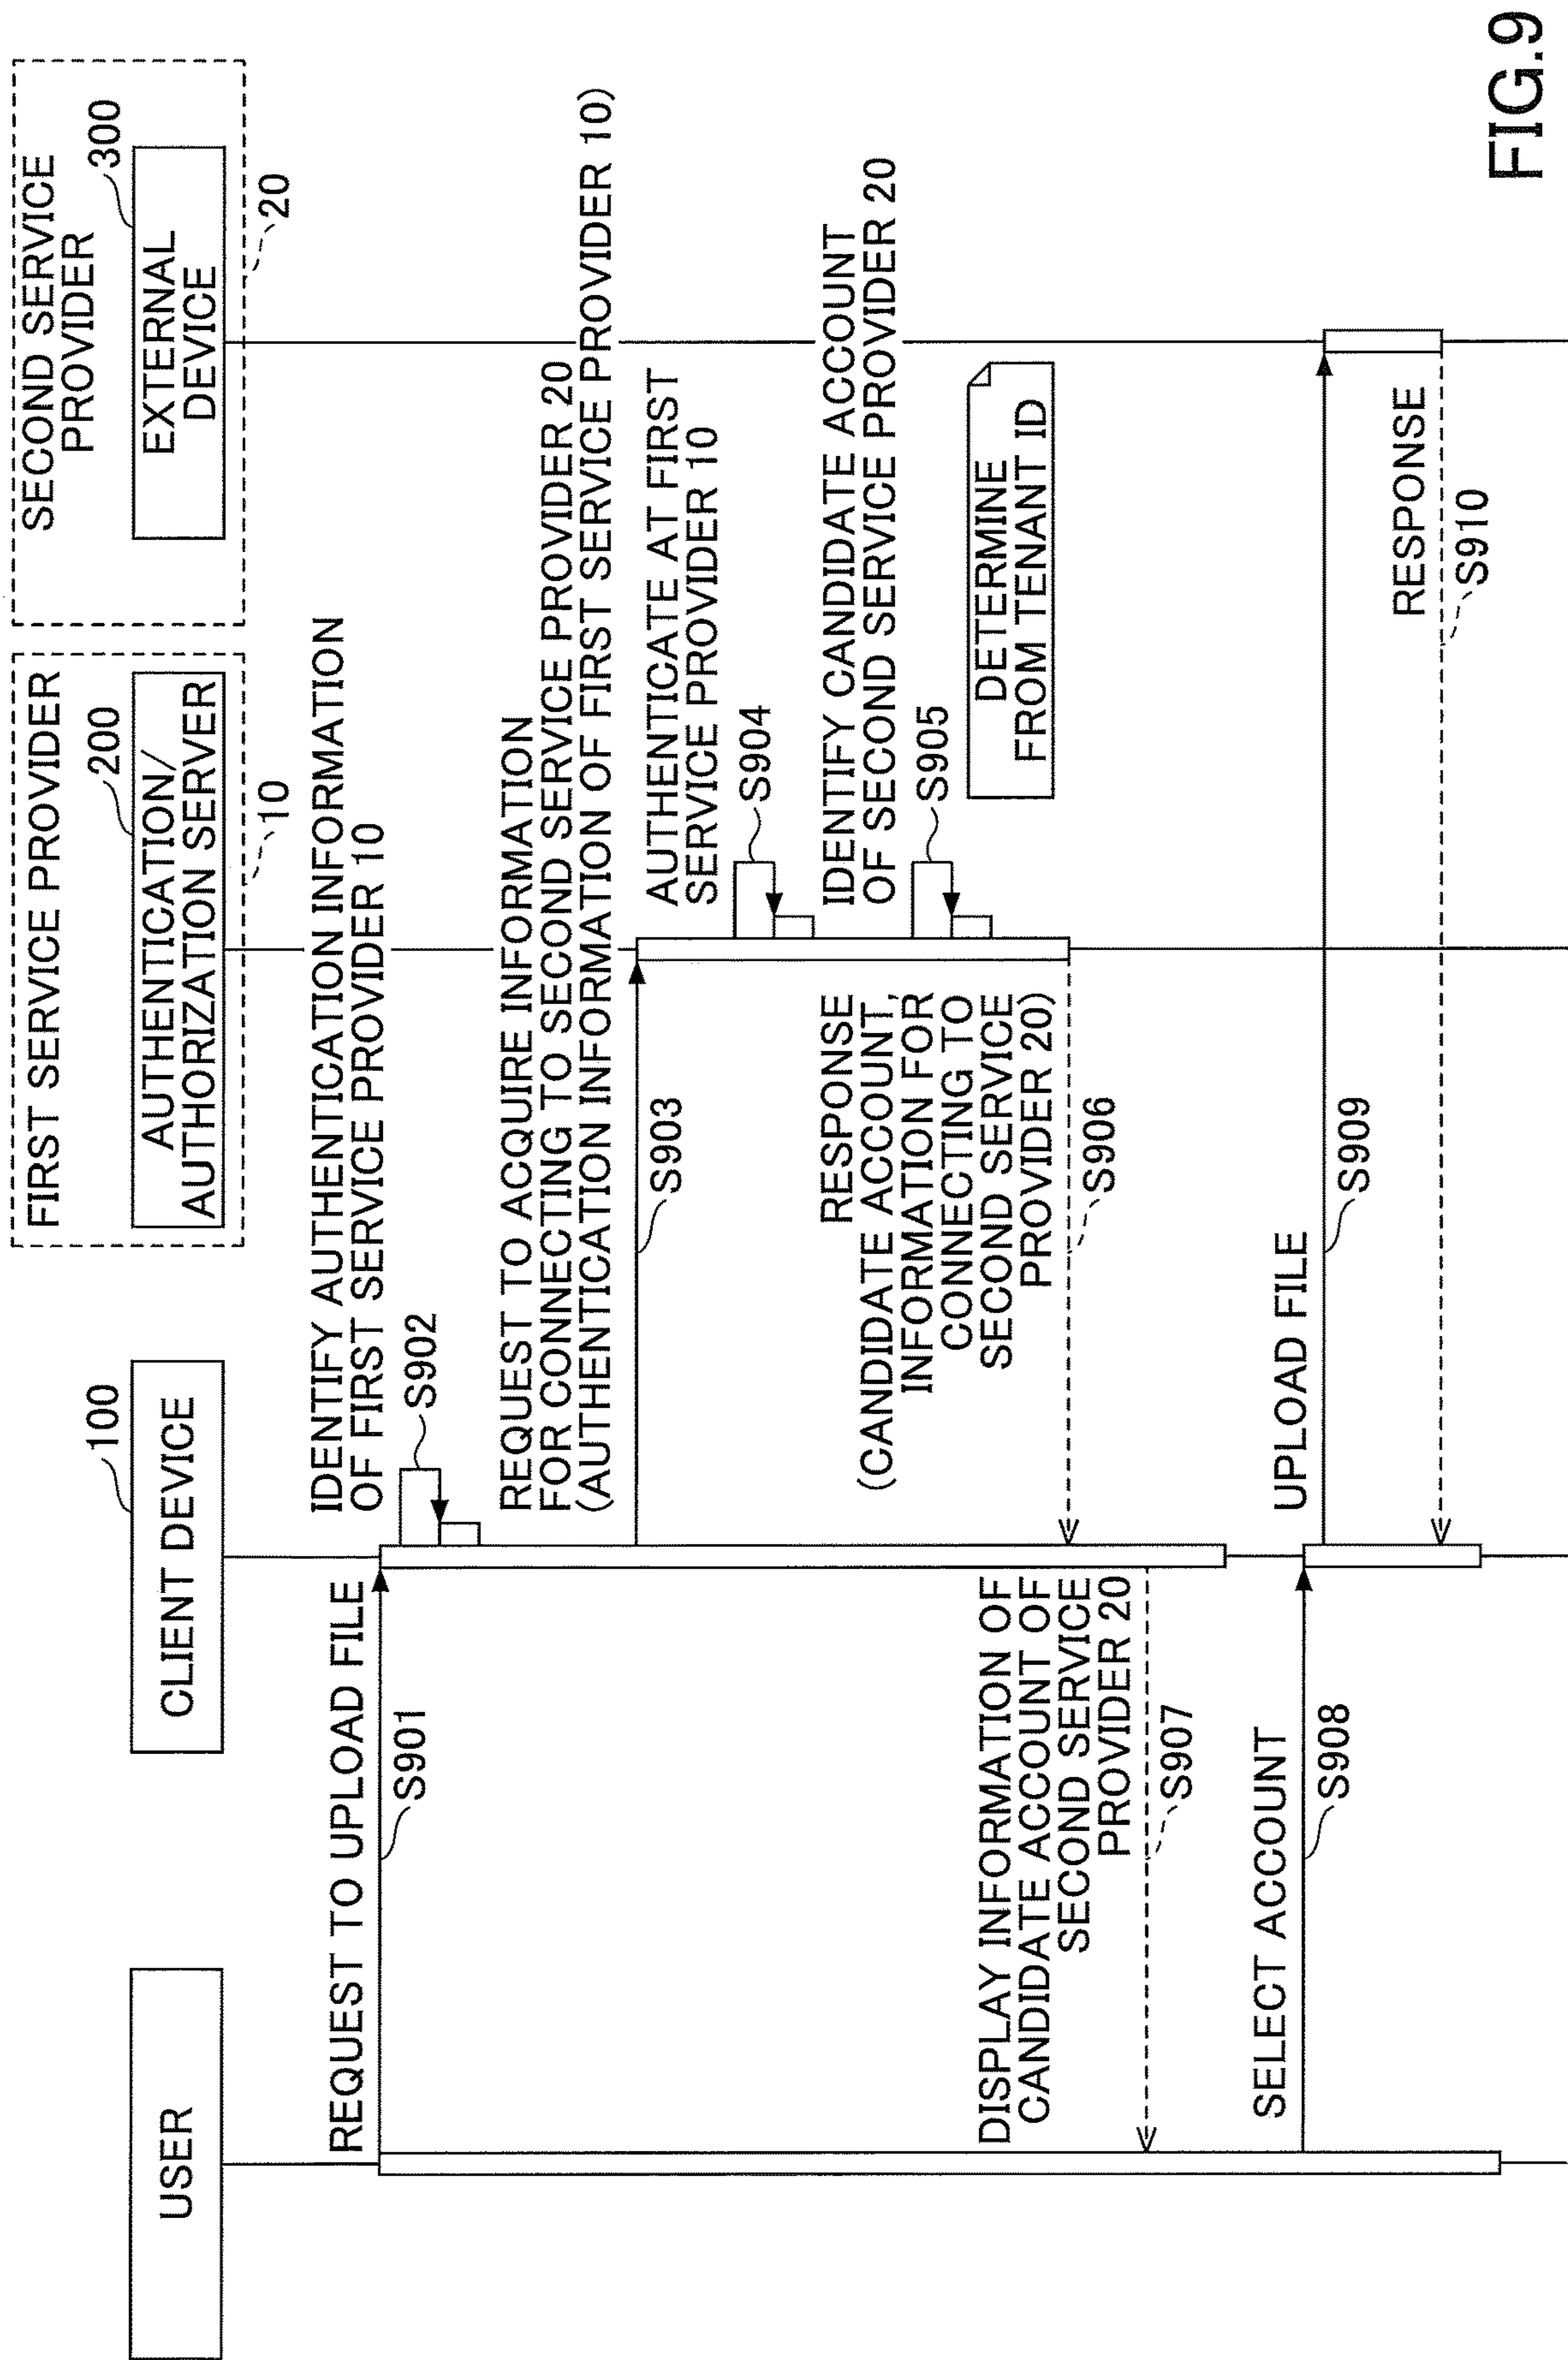 USER
CLIENT DEVICE
100
FIRST SERVICE PROVIDER
200
AUTHENTICATION/
AUTHORIZATION SERVER
10
SECOND SERVICE
PROVIDER
300
EXTERNAL
DEVICE
20
REQUEST TO UPLOAD FILE
S901
IDENTIFY AUTHENTICATION INFORMATION
OF FIRST SERVICE PROVIDER 10
S902
REQUEST TO ACQUIRE INFORMATION
FOR CONNECTING TO SECOND SERVICE PROVIDER 20
(AUTHENTICATION INFORMATION OF FIRST SERVICE PROVIDER 10)
S903
AUTHENTICATE AT FIRST
SERVICE PROVIDER 10
S904
IDENTIFY CANDIDATE ACCOUNT
OF SECOND SERVICE PROVIDER 20
S905
DETERMINE
FROM TENANT ID
RESPONSE
(CANDIDATE ACCOUNT,
INFORMATION FOR
CONNECTING TO
SECOND SERVICE
PROVIDER 20)
S906
DISPLAY INFORMATION OF
CANDIDATE ACCOUNT OF
SECOND SERVICE
PROVIDER 20
S907
SELECT ACCOUNT
S908
UPLOAD FILE
S909
RESPONSE
S910
FIG.9